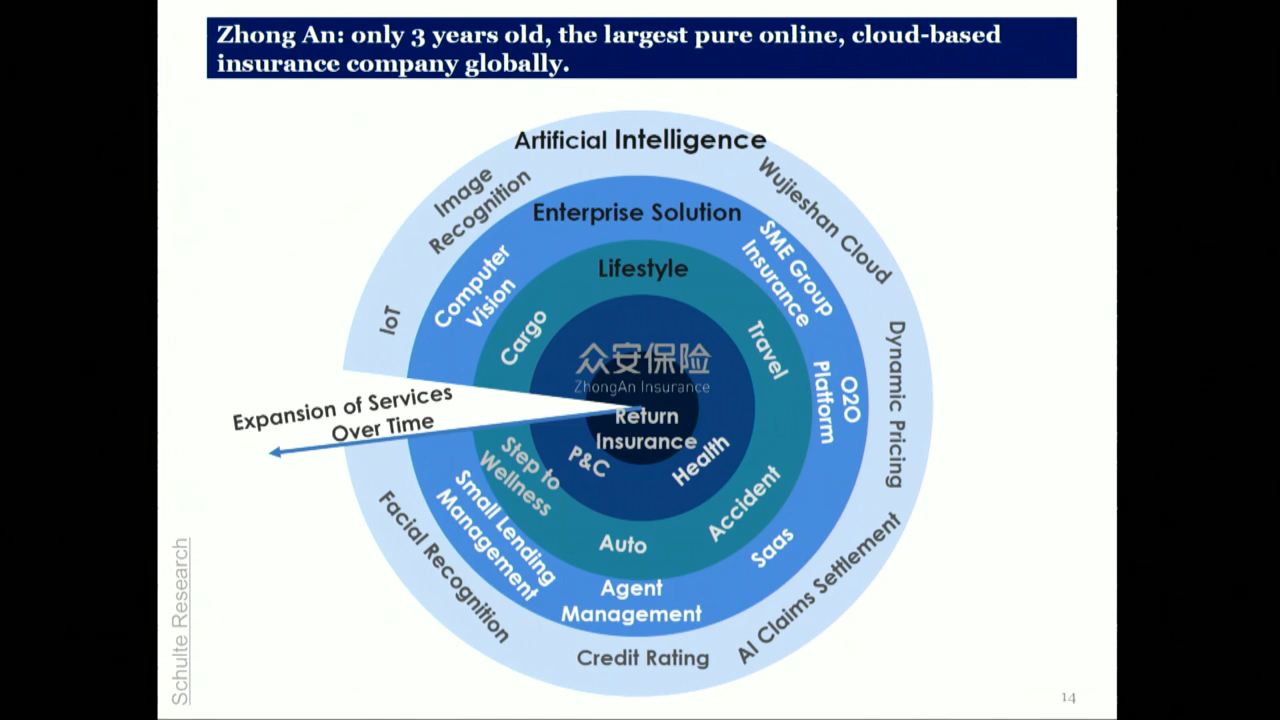 Zhong An: only 3 years old, the largest pure online, cloud-based
insurance company globally.
Artificial Intelligence
Image
Recognition
Wujieshan Cloud
Enterprise Solution
SME Group
Insurance
Computer
Vision
Lifestyle
IoT
Cargo
Travel
Dynamic Pricing
众安保险
ZhongAn Insurance
O2O
Platform
Expansion of Services
Over Time
Return
Insurance
P&C
Health
Step to
Wellness
Accident
Small Lending
Management
Facial Recognition
Auto
Saas
AI Claims Settlement
Agent
Management
Credit Rating
Schulte Research
14